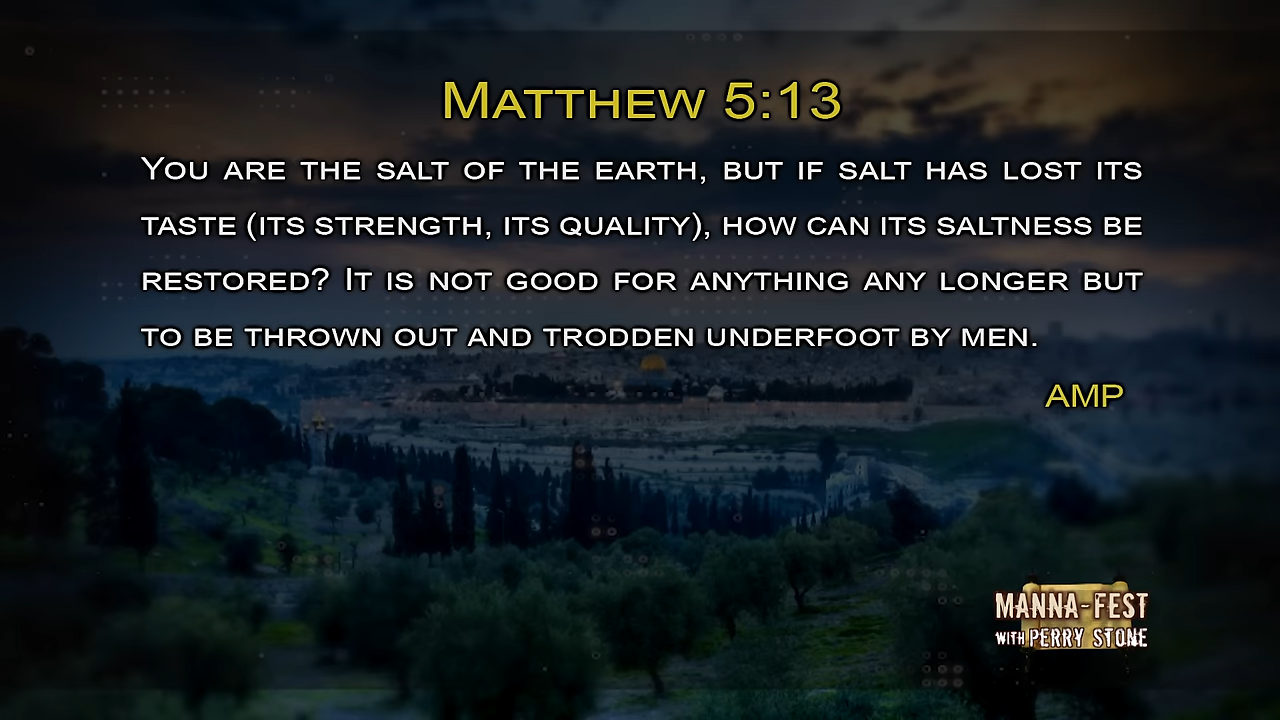 Matthew 5:13
You are the salt of the earth, but if salt has lost its
taste (its strength, its quality), how can its saltness be
restored? It is not good for anything any longer but
to be thrown out and trodden underfoot by men.
AMP
MANNA-FEST
WITH PERRY STONE